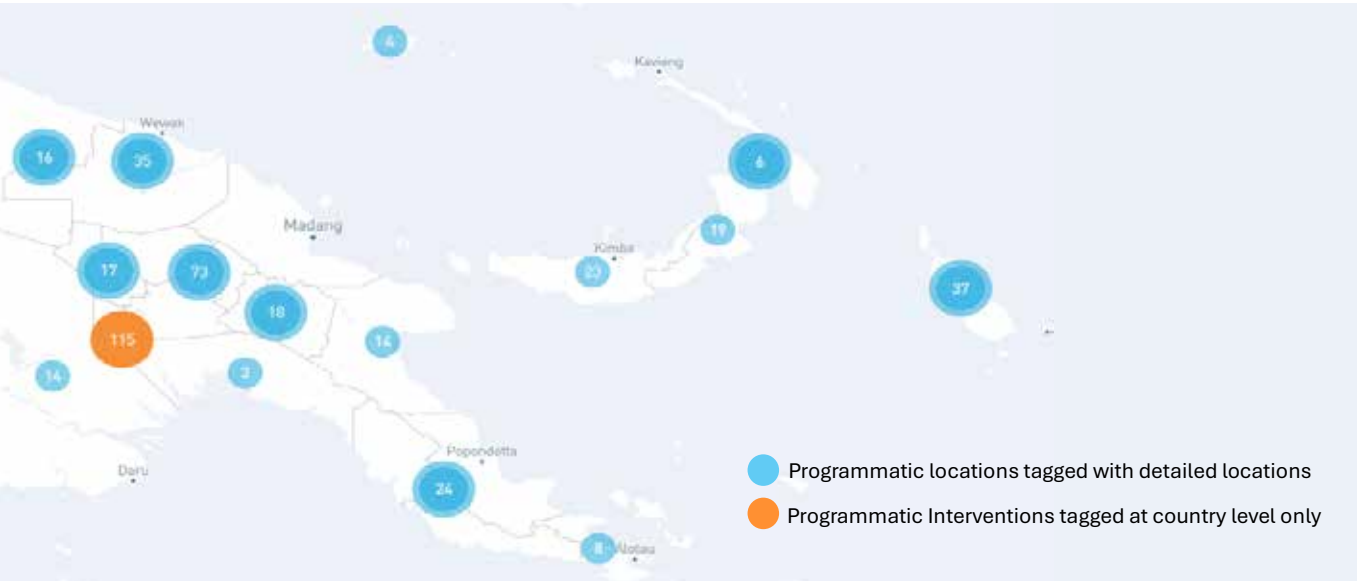 4
Kavieng
Wewak
16
35
6
Madang
19
Kimbe
17
73
23
37
18
115
14
14
3
Popondetta
Daru
24
Programmatic locations tagged with detailed locations
Programmatic Interventions tagged at country level only
8
Alotau